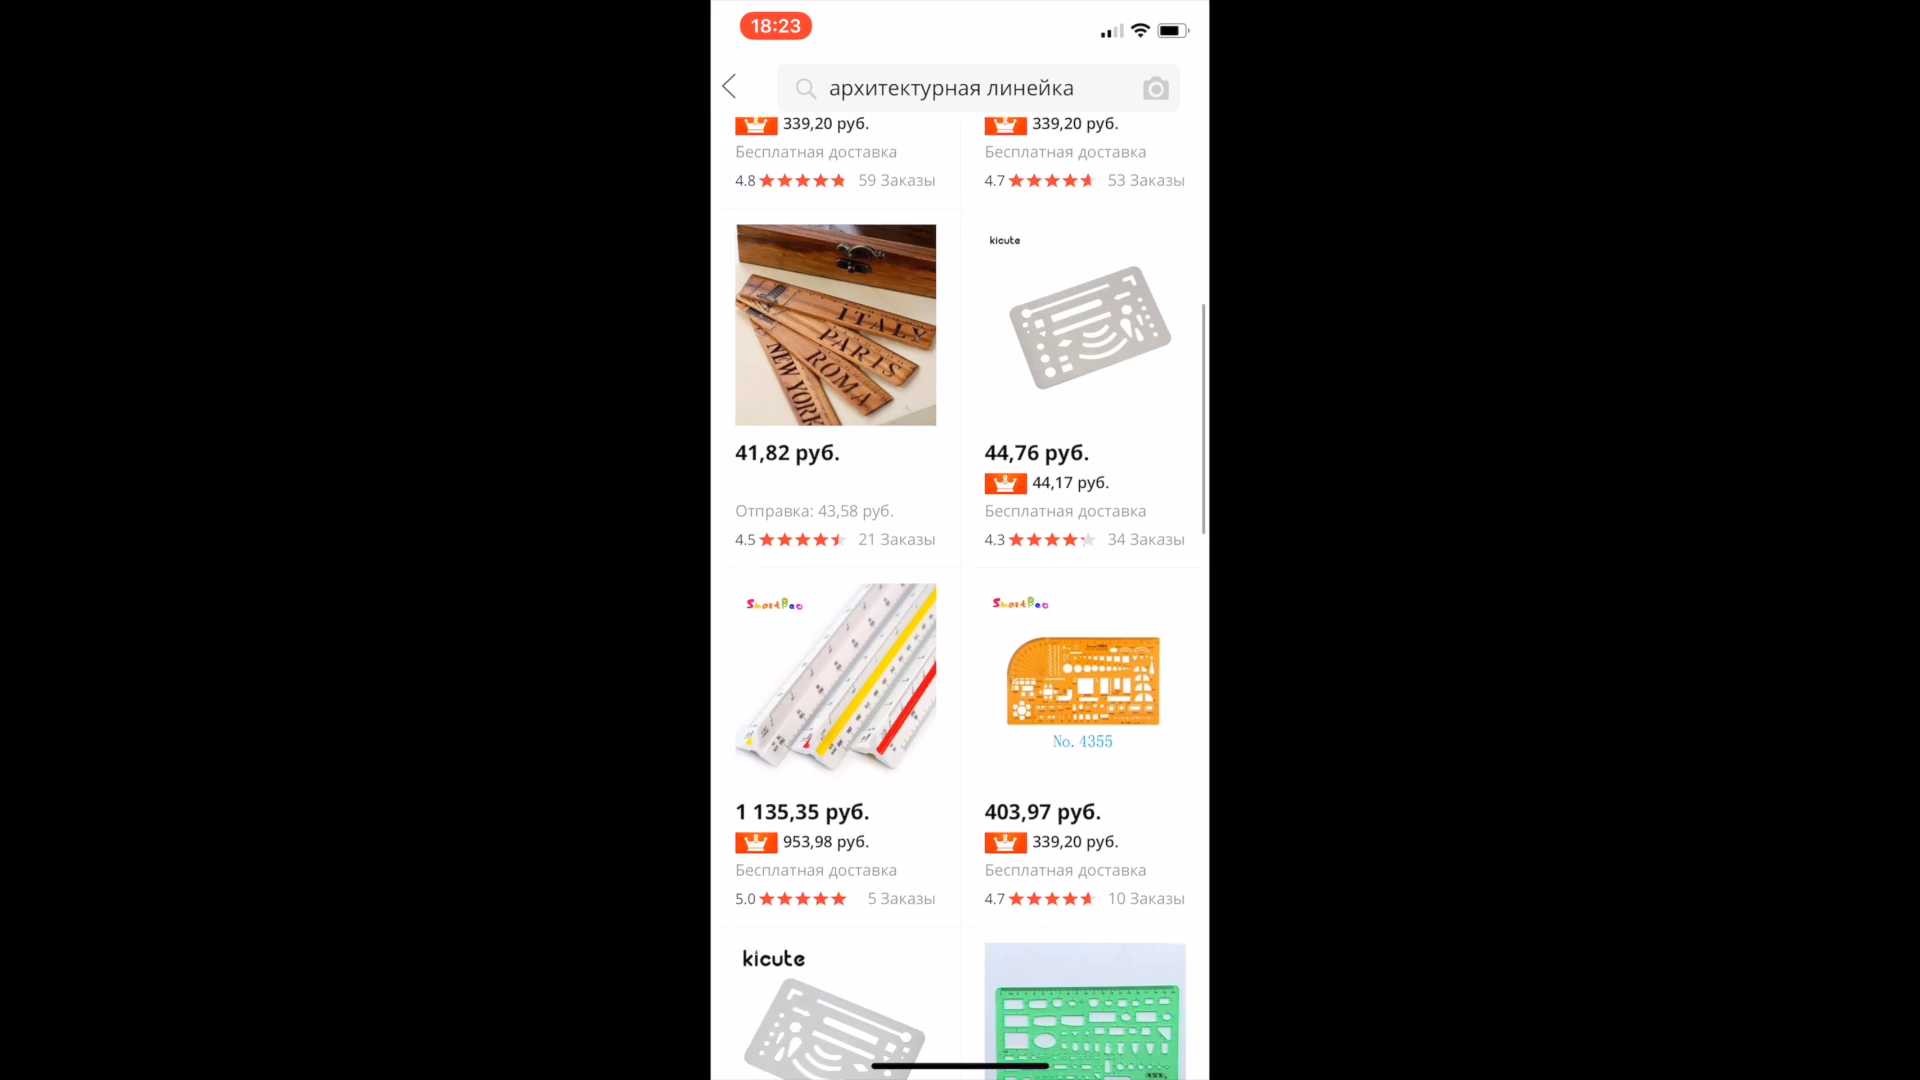 18:23
архитектурная линейка
339,20 руб.
Бесплатная доставка
4.8
59 Заказы
339,20 руб.
Бесплатная доставка
4.7
53 Заказы
ITALY
PARIS
ROMA
NEW YORK
41,82 руб.
Отправка: 43,58 руб.
4.5
21 Заказы
kicute
44,76 руб.
44,17 руб.
Бесплатная доставка
4.3
34 Заказы
SmartBee
1 135,35 руб.
953,98 руб.
Бесплатная доставка
5.0
5 Заказы
SmartBee
No. 4355
403,97 руб.
339,20 руб.
Бесплатная доставка
4.7
10 Заказы
kicute